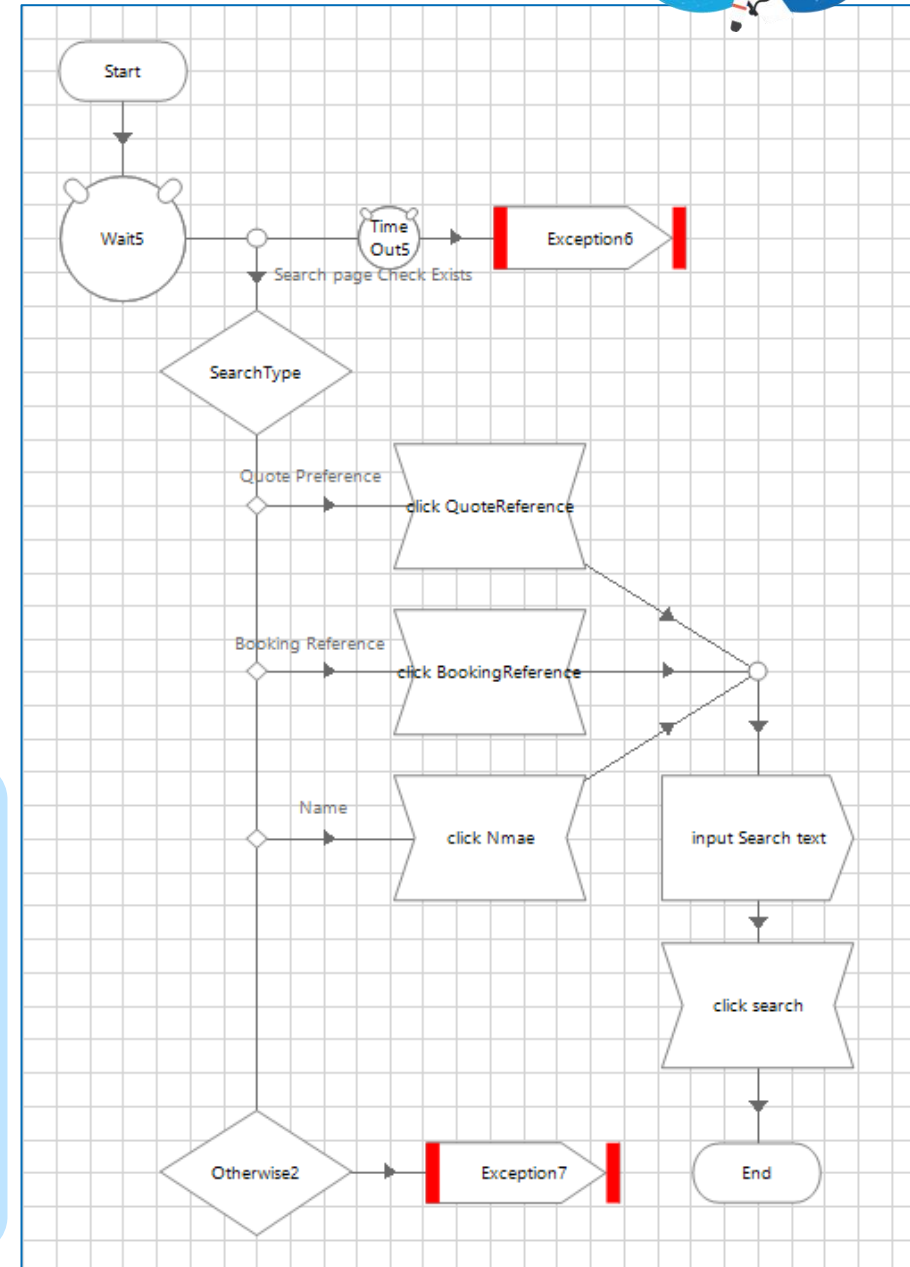 Start
Wait5
Time
Out5
Exception6
Search page Check Exists
SearchType
Quote Preference
click QuoteReference
Booking Reference
click BookingReference
Name
click Nmae
input Search text
click search
Otherwise2
Exception7
End